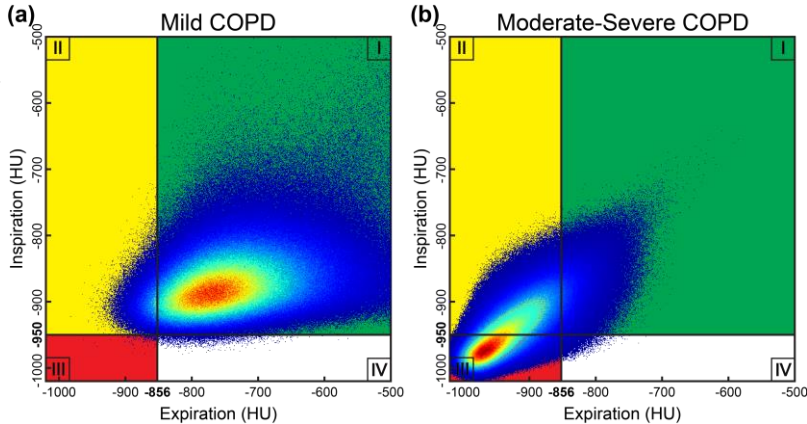 (a) Mild COPD
II
I
III
IV
-500
-600
-700
-800
-900
-950
-1000
Inspiration (HU)
-1000 -900 -856 -800 -700 -600 -500
Expiration (HU)
(b) Moderate-Severe COPD
II
I
III
IV
-500
-600
-700
-800
-900
-950
-1000
Inspiration (HU)
-1000 -900 -856 -800 -700 -600 -500
Expiration (HU)